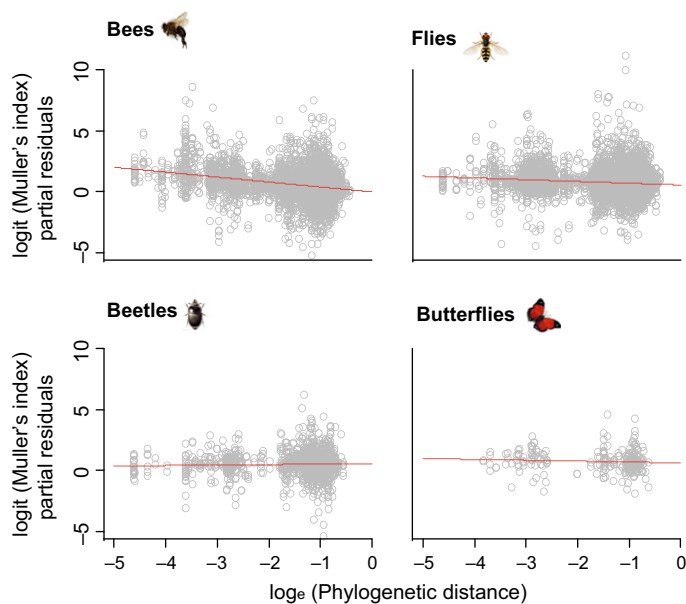 Bees
Flies
logit (Muller's index)
partial residuals
10
5
0
–5
Beetles
Butterflies
logit (Muller's index)
partial residuals
10
5
0
–5
–5 –4 –3 –2 –1 0
–5 –4 –3 –2 –1 0
loge (Phylogenetic distance)